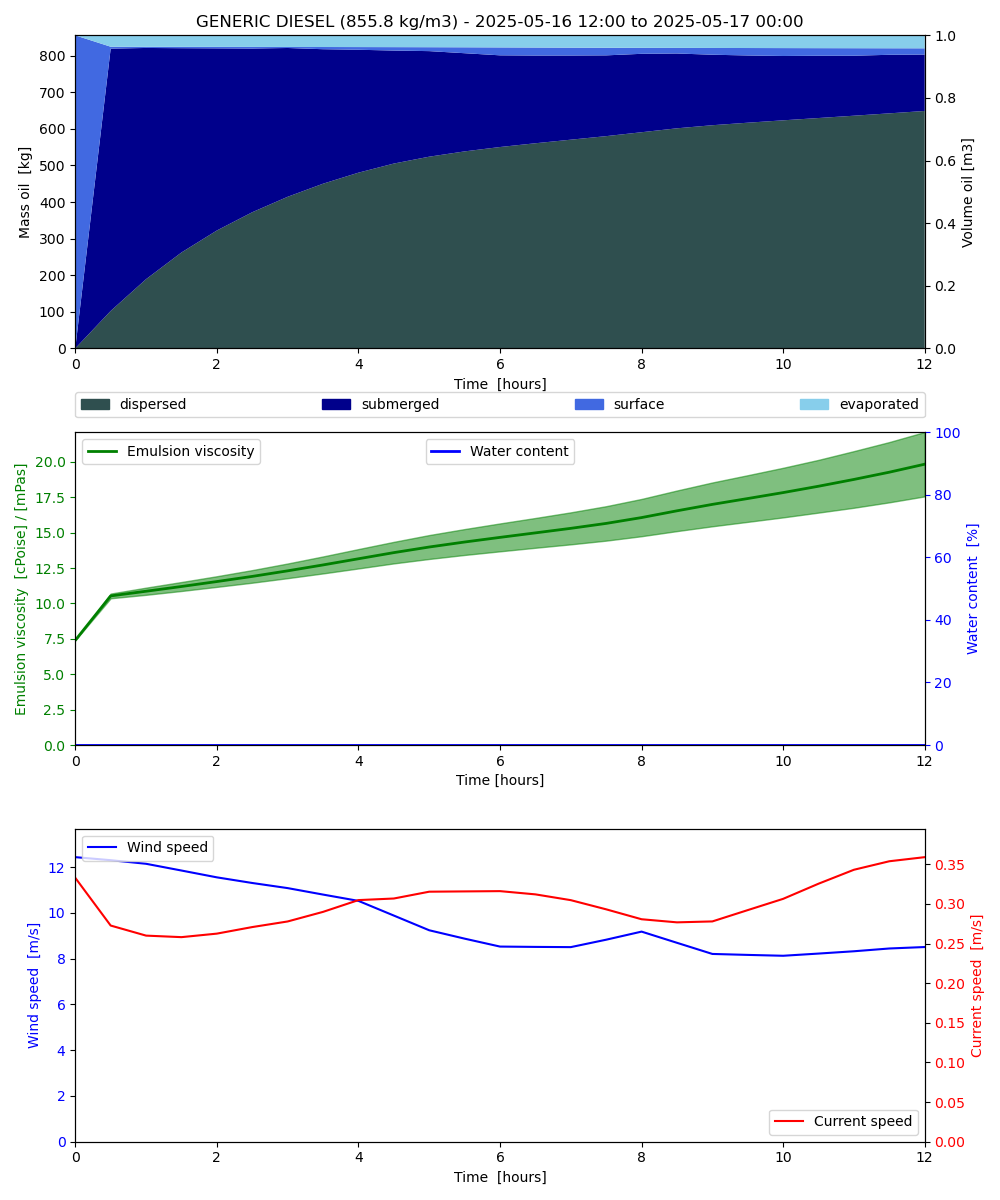 GENERIC DIESEL (855.8 kg/m3) - 2025-05-16 12:00 to 2025-05-17 00:00
Mass oil [kg]
800
700
600
500
400
300
200
100
0
Volume oil [m3]
1.0
0.8
0.6
0.4
0.2
0.0
0 2 4 6 8 10 12
Time [hours]
dispersed submerged surface evaporated
Emulsion viscosity [cPoise] / [mPas]
20.0
17.5
15.0
12.5
10.0
7.5
5.0
2.5
0.0
Emulsion viscosity Water content
Water content [%]
100
80
60
40
20
0
0 2 4 6 8 10 12
Time [hours]
Wind speed [m/s]
12
10
8
6
4
2
0
Wind speed
Current speed [m/s]
0.35
0.30
0.25
0.20
0.15
0.10
0.05
0.00
Current speed
0 2 4 6 8 10 12
Time [hours]